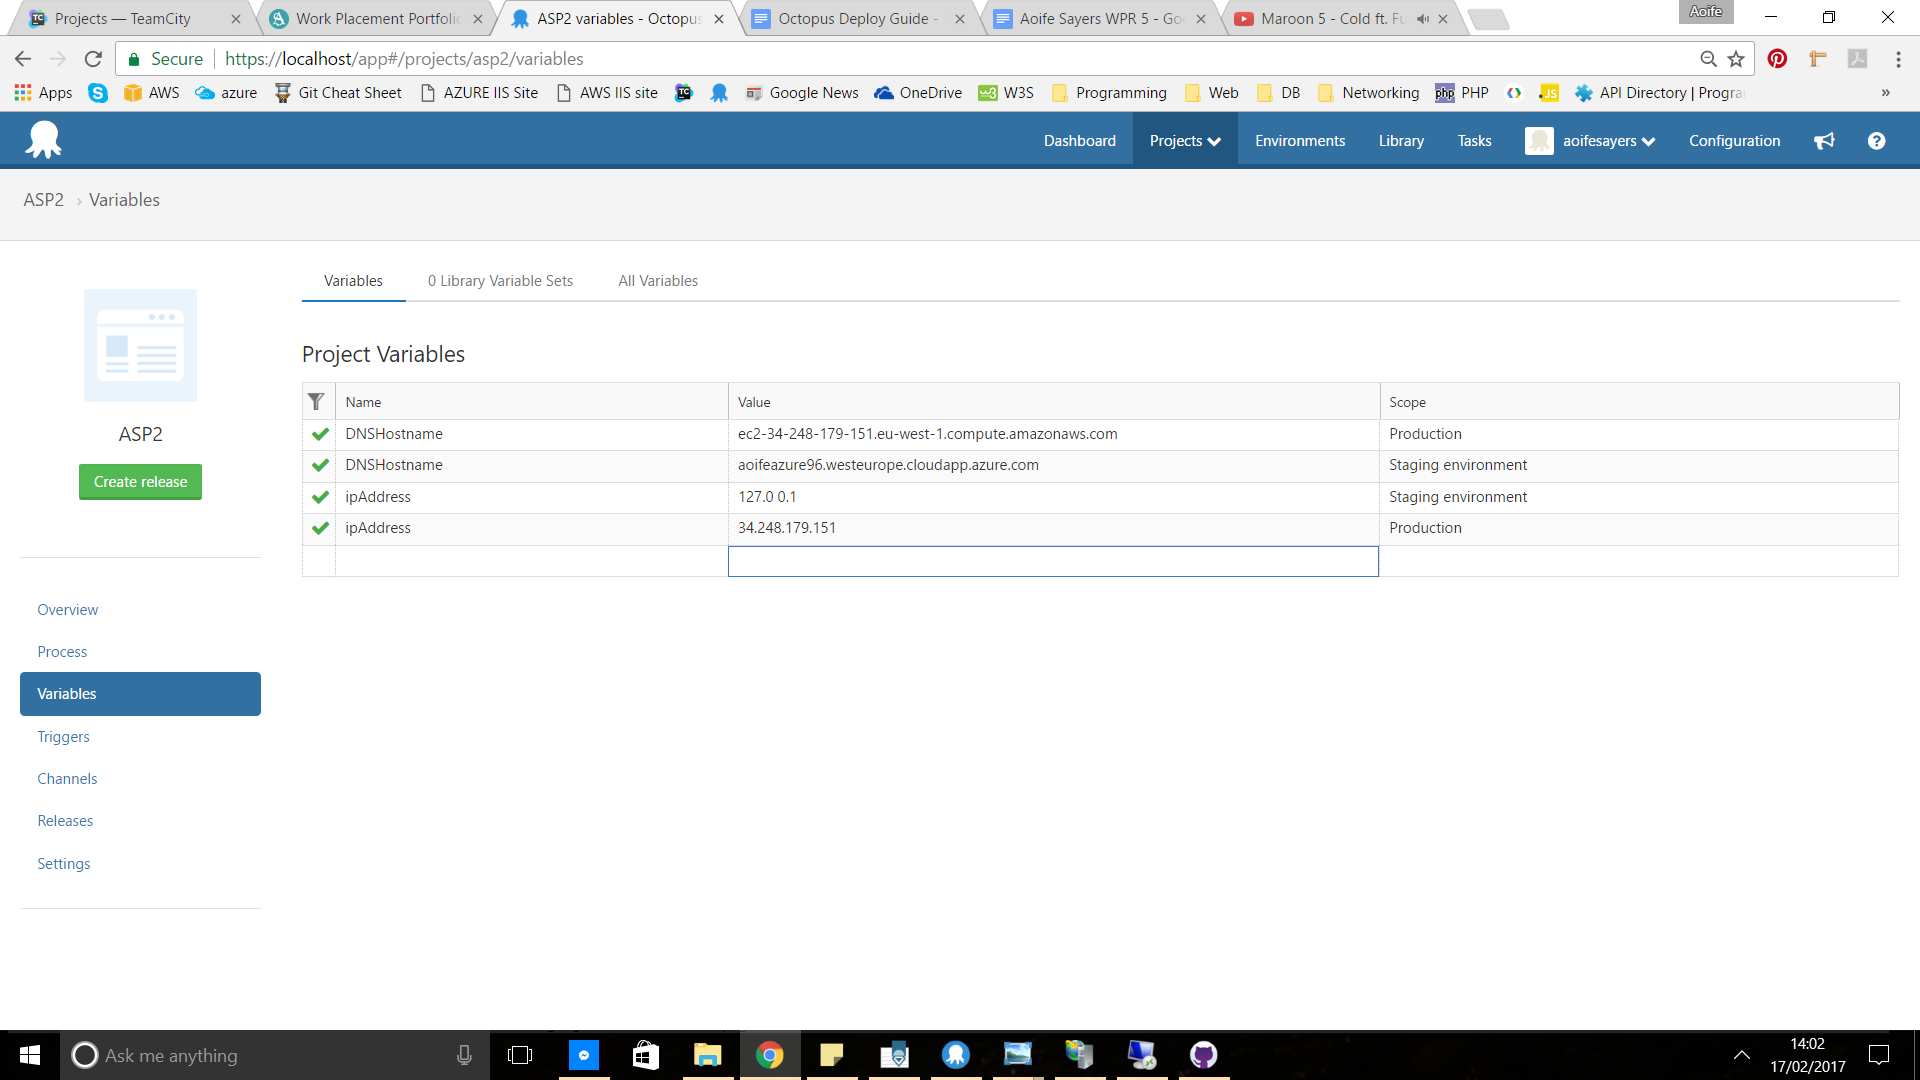 Projects — TeamCity
Work Placement Portfolio
ASP2 variables - Octopus
Octopus Deploy Guide -
Aoife Sayers WPR 5 - Go
Maroon 5 - Cold ft. Fu
Aoife
Secure
https://localhost/app#/projects/asp2/variables
Apps
AWS
azure
Git Cheat Sheet
AZURE IIS Site
AWS IIS site
Google News
OneDrive
W3S
Programming
Web
DB
Networking
php PHP
JS
API Directory | Progra
»
Dashboard
Projects
Environments
Library
Tasks
aoifesayers
Configuration
ASP2 › Variables
Variables
0 Library Variable Sets
All Variables
ASP2
Create release
Overview
Process
Variables
Triggers
Channels
Releases
Settings
Project Variables
Name Value Scope
DNSHostname ec2-34-248-179-151.eu-west-1.compute.amazonaws.com Production
DNSHostname aoifeazure96.westeurope.cloudapp.azure.com Staging environment
ipAddress 127.0 0.1 Staging environment
ipAddress 34.248.179.151 Production
Ask me anything
14:02
17/02/2017